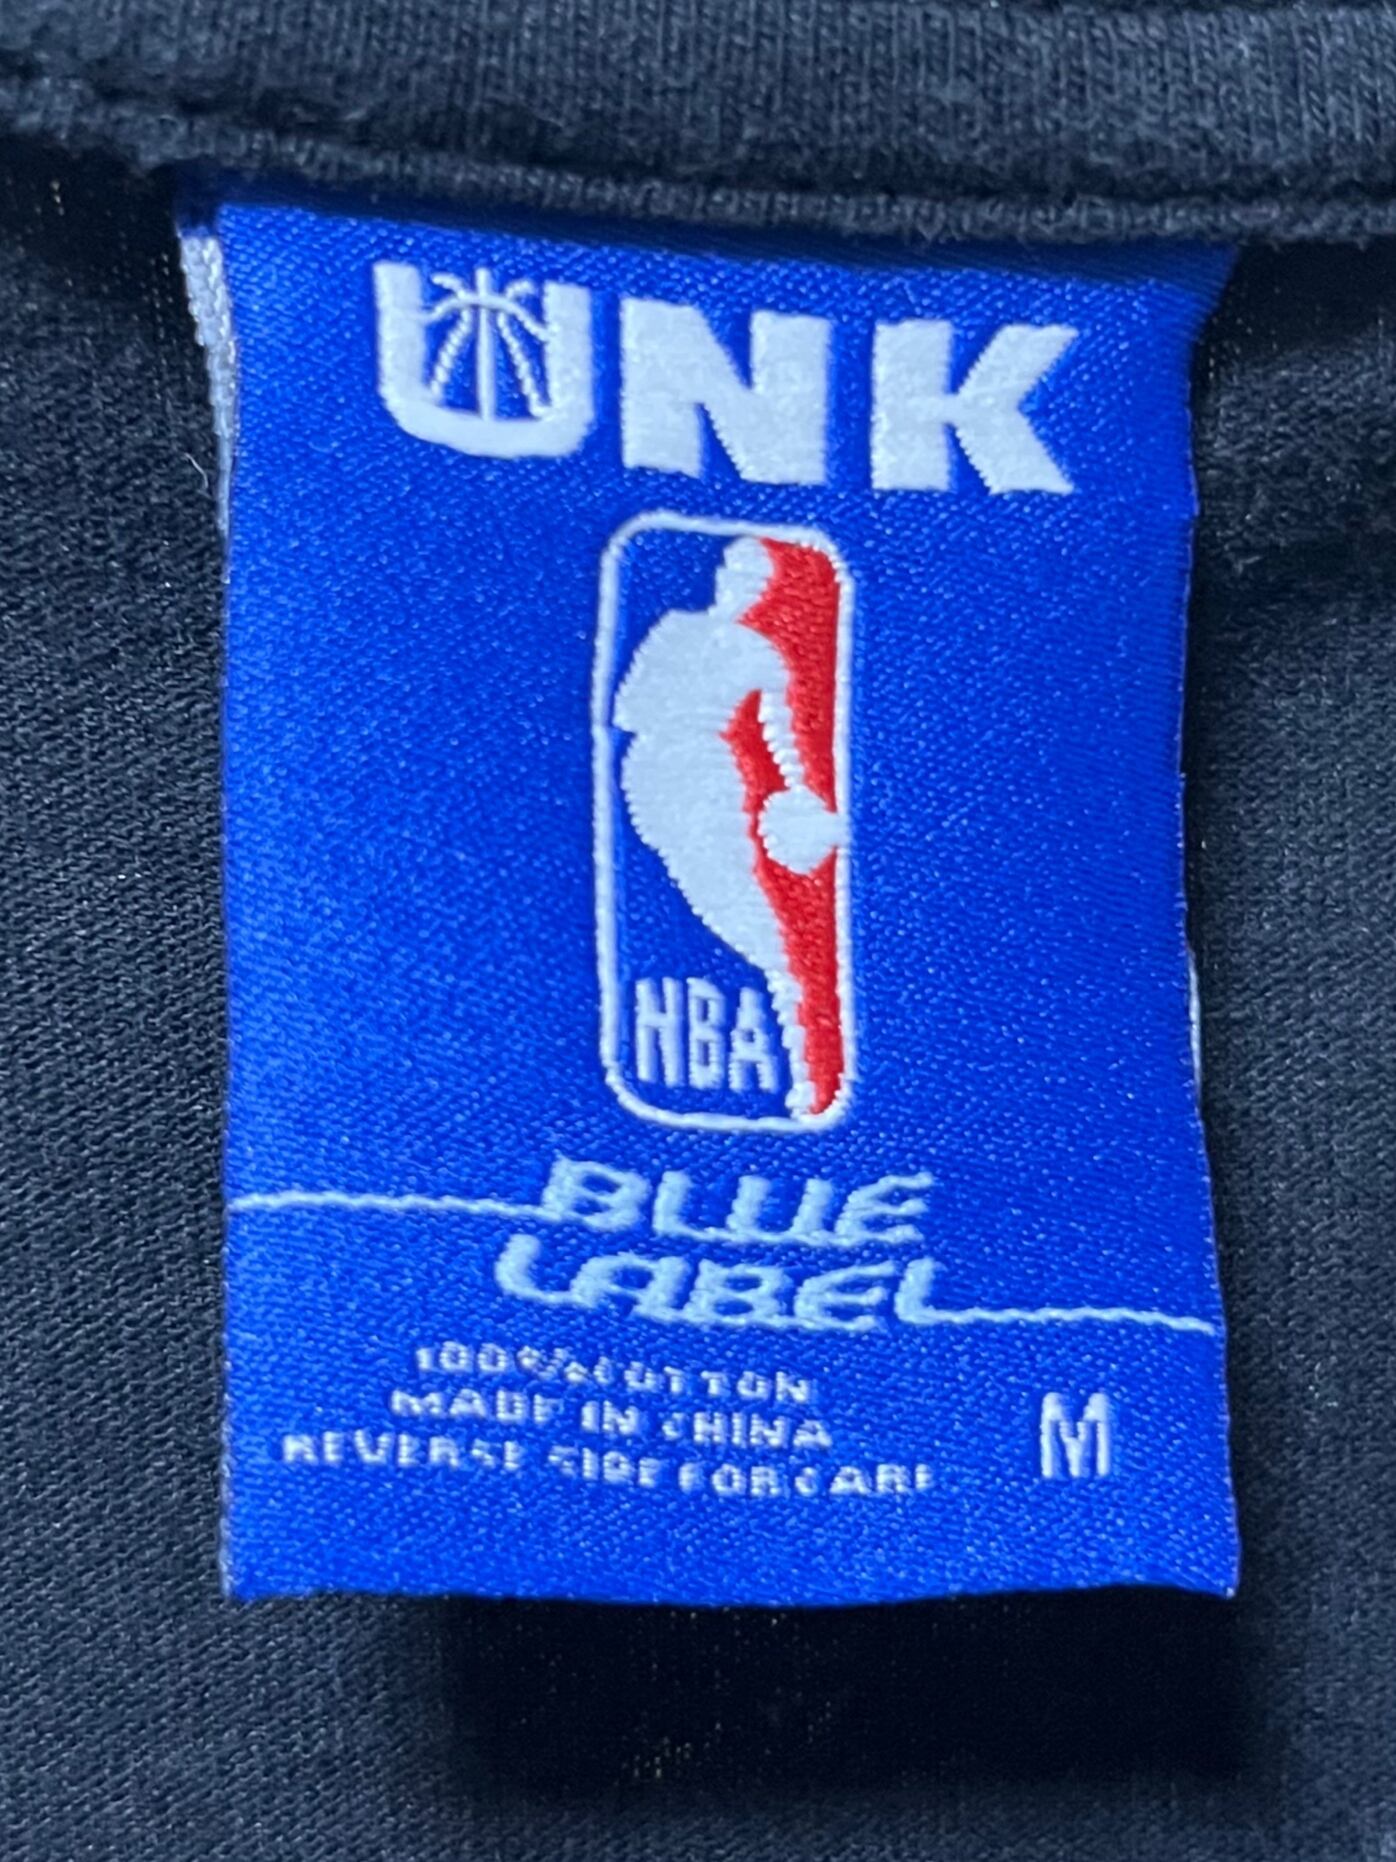 UNK
NBA
BLUE
LABEL
100% COTTON
MADE IN CHINA
REVERSE SIDE FOR CARE
M